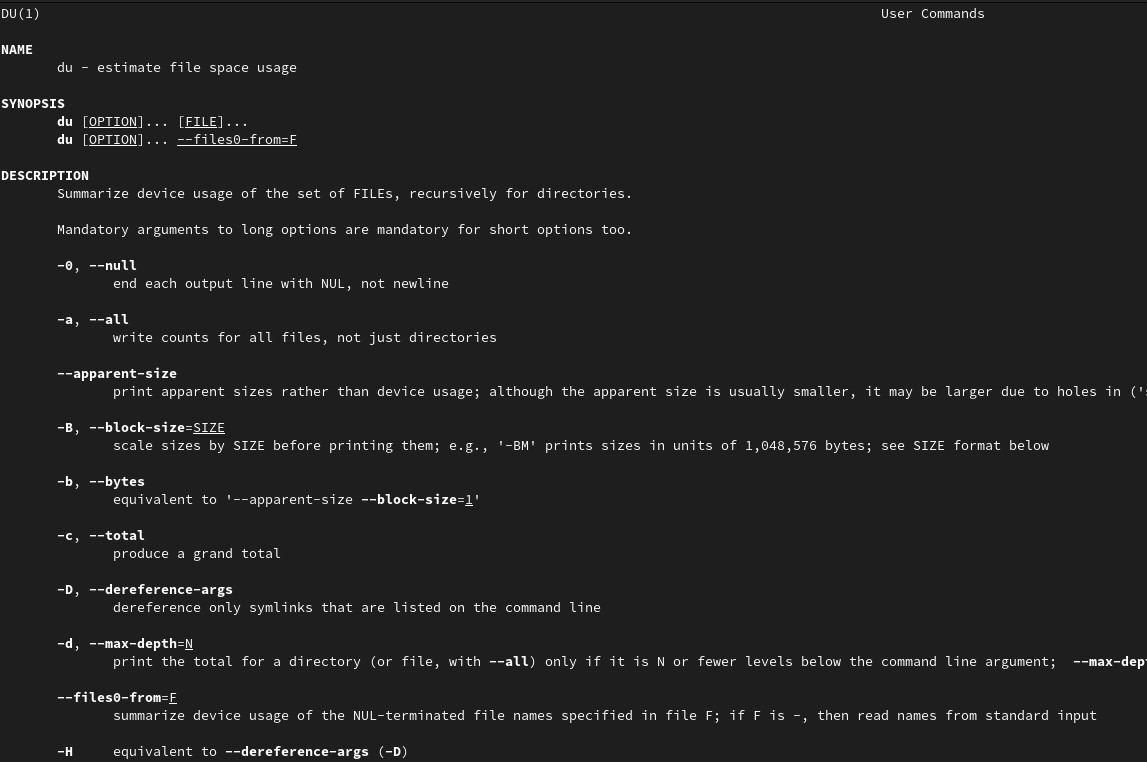 DU(1) User Commands
NAME
du - estimate file space usage
SYNOPSIS
du [OPTION]... [FILE]...
du [OPTION]... --files0-from=F
DESCRIPTION
Summarize device usage of the set of FILEs, recursively for directories.
Mandatory arguments to long options are mandatory for short options too.
-0, --null
end each output line with NUL, not newline
-a, --all
write counts for all files, not just directories
--apparent-size
print apparent sizes rather than device usage; although the apparent size is usually smaller, it may be larger due to holes in ('
-B, --block-size=SIZE
scale sizes by SIZE before printing them; e.g., '-BM' prints sizes in units of 1,048,576 bytes; see SIZE format below
-b, --bytes
equivalent to '--apparent-size --block-size=1'
-c, --total
produce a grand total
-D, --dereference-args
dereference only symlinks that are listed on the command line
-d, --max-depth=N
print the total for a directory (or file, with --all) only if it is N or fewer levels below the command line argument;  --max-dep
--files0-from=F
summarize device usage of the NUL-terminated file names specified in file F; if F is -, then read names from standard input
-H equivalent to --dereference-args (-D)